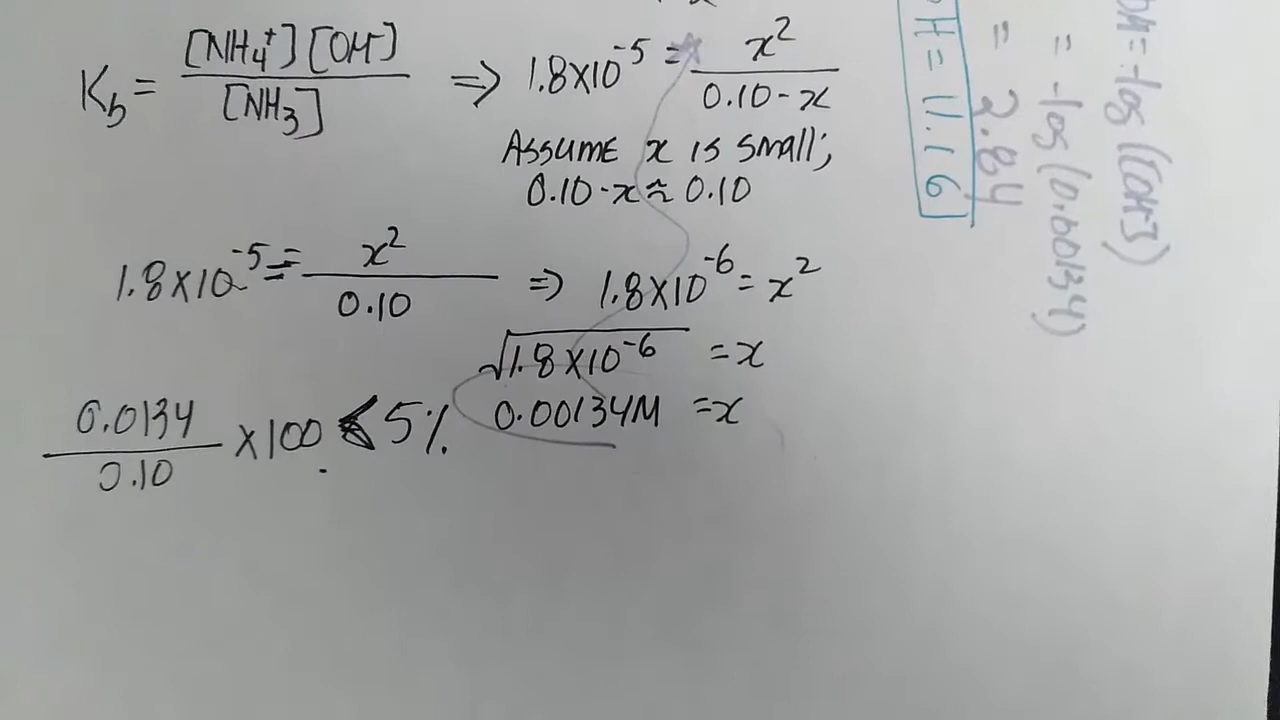 Kb = [NH4+][OH-] / [NH3] => 1.8×10^-5 = x^2 / 0.10 - x
Assume x is small;
0.10 - x ≈ 0.10
1.8×10^-5 = x^2 / 0.10 => 1.8×10^-6 = x^2
√1.8×10^-6 = x
0.00134M = x
0.0134 / 0.10 ×100 < 5%
OH = -log([OH-])
= -log(0.00134)
= 2.84
pH = 11.16